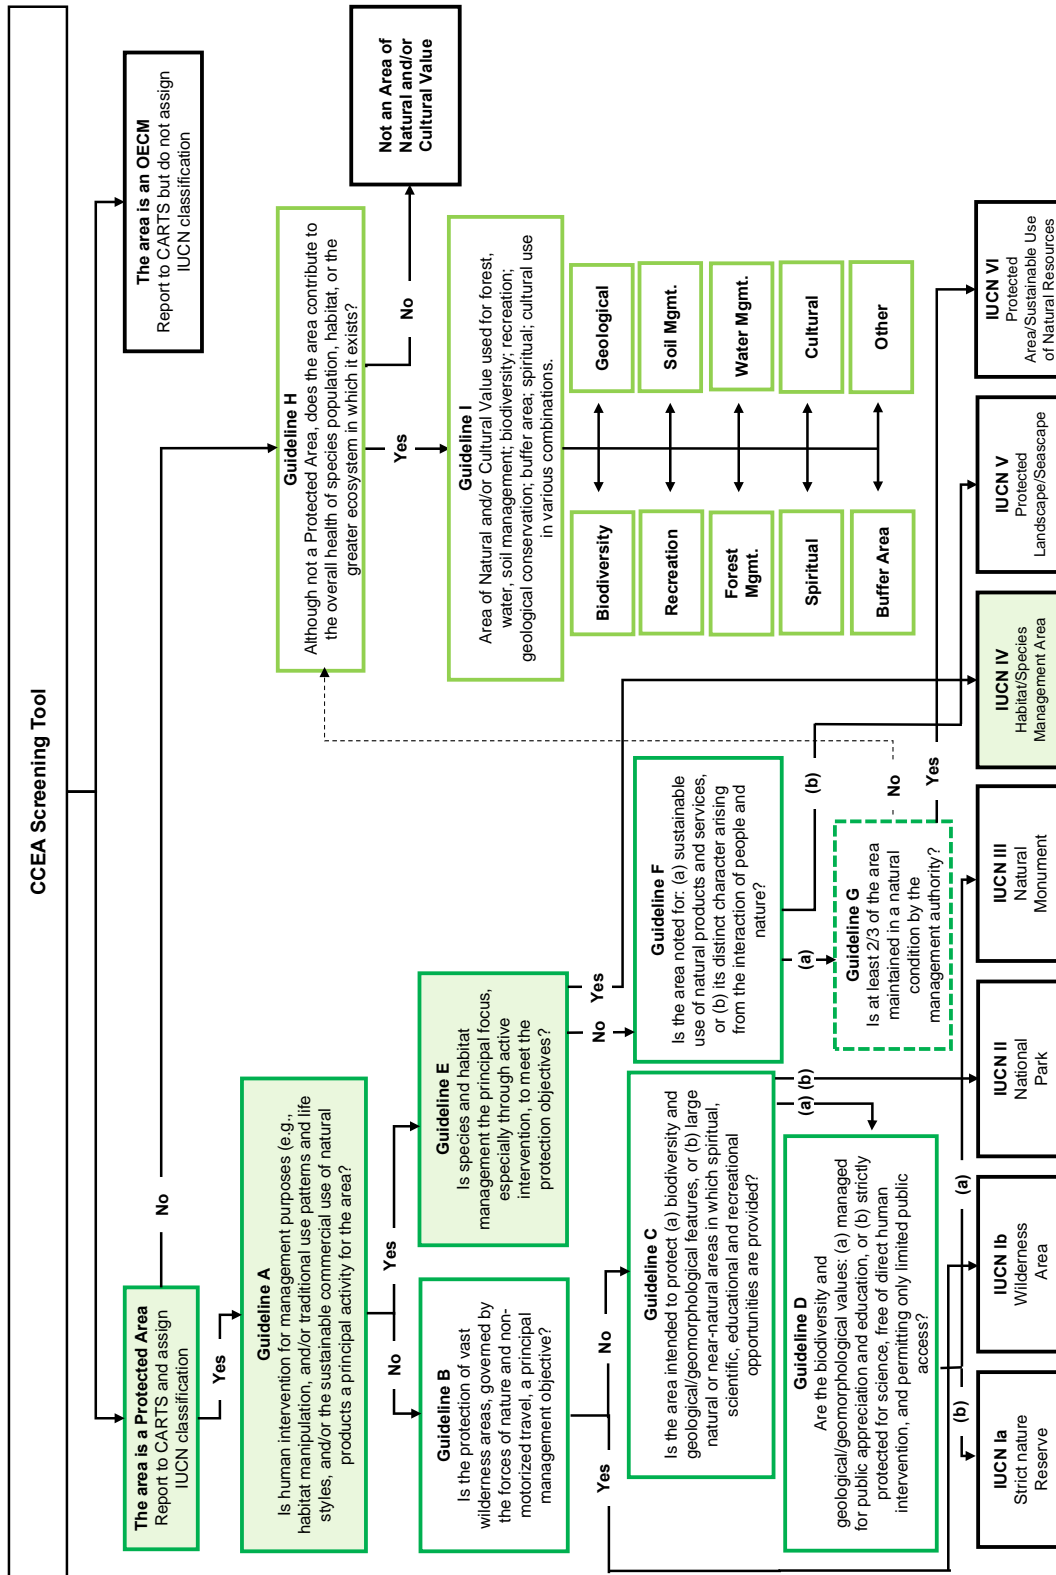 CCEA Screening Tool
The area is a Protected Area
Report to CARTS and assign
IUCN classification
The area is an OECM
Report to CARTS but do not assign
IUCN classification
Yes
No
Guideline A
Is human intervention for management purposes (e.g.,
habitat manipulation, and/or traditional use patterns and life
styles, and/or the sustainable commercial use of natural
products a principal activity for the area?
Guideline H
Although not a Protected Area, does the area contribute to
the overall health of species population, habitat, or the
greater ecosystem in which it exists?
No
Yes
Yes
No
Not an Area of
Natural and/or
Cultural Value
Guideline B
Is the protection of vast
wilderness areas, governed by
the forces of nature and non-
motorized travel, a principal
management objective?
Guideline E
Is species and habitat
management the principal focus,
especially through active
intervention, to meet the
protection objectives?
Guideline I
Area of Natural and/or Cultural Value used for forest,
water, soil management; biodiversity; recreation;
geological conservation; buffer area; spiritual; cultural use
in various combinations.
Yes
No
No
Yes
Biodiversity
Geological
Recreation
Soil Mgmt.
Forest
Mgmt.
Water Mgmt.
Spiritual
Cultural
Buffer Area
Other
Guideline C
Is the area intended to protect (a) biodiversity and
geological/geomorphological features, or (b) large
natural or near-natural areas in which spiritual,
scientific, educational and recreational
opportunities are provided?
Guideline F
Is the area noted for: (a) sustainable
use of natural products and services,
or (b) its distinct character arising
from the interaction of people and
nature?
(a)
(b)
(a)
(b)
Guideline D
Are the biodiversity and
geological/geomorphological values: (a) managed
for public appreciation and education, or (b) strictly
protected for science, free of direct human
intervention, and permitting only limited public
access?
Guideline G
Is at least 2/3 of the area
maintained in a natural
condition by the
management authority?
No
Yes
(b)
(a)
IUCN Ia
Strict nature
Reserve
IUCN Ib
Wilderness
Area
IUCN II
National
Park
IUCN III
Natural
Monument
IUCN IV
Habitat/Species
Management Area
IUCN V
Protected
Landscape/Seascape
IUCN VI
Protected
Area/Sustainable Use
of Natural Resources